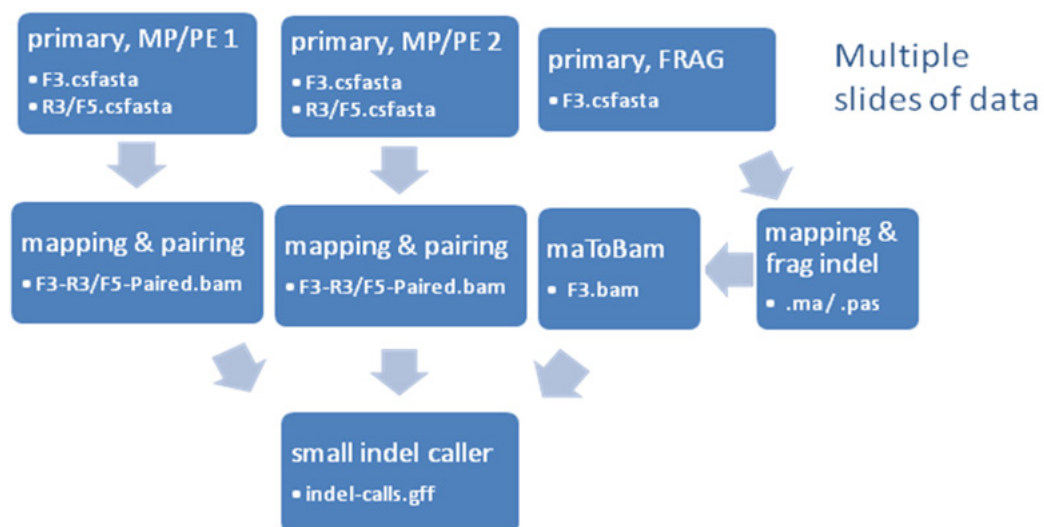 primary, MP/PE 1
▪ F3.csfasta
▪ R3/F5.csfasta
primary, MP/PE 2
▪ F3.csfasta
▪ R3/F5.csfasta
primary, FRAG
▪ F3.csfasta
Multiple
slides of data
mapping & pairing
▪ F3-R3/F5-Paired.bam
mapping & pairing
▪ F3-R3/F5-Paired.bam
maToBam
▪ F3.bam
mapping &
frag indel
▪ .ma/ .pas
small indel caller
▪ indel-calls.gff